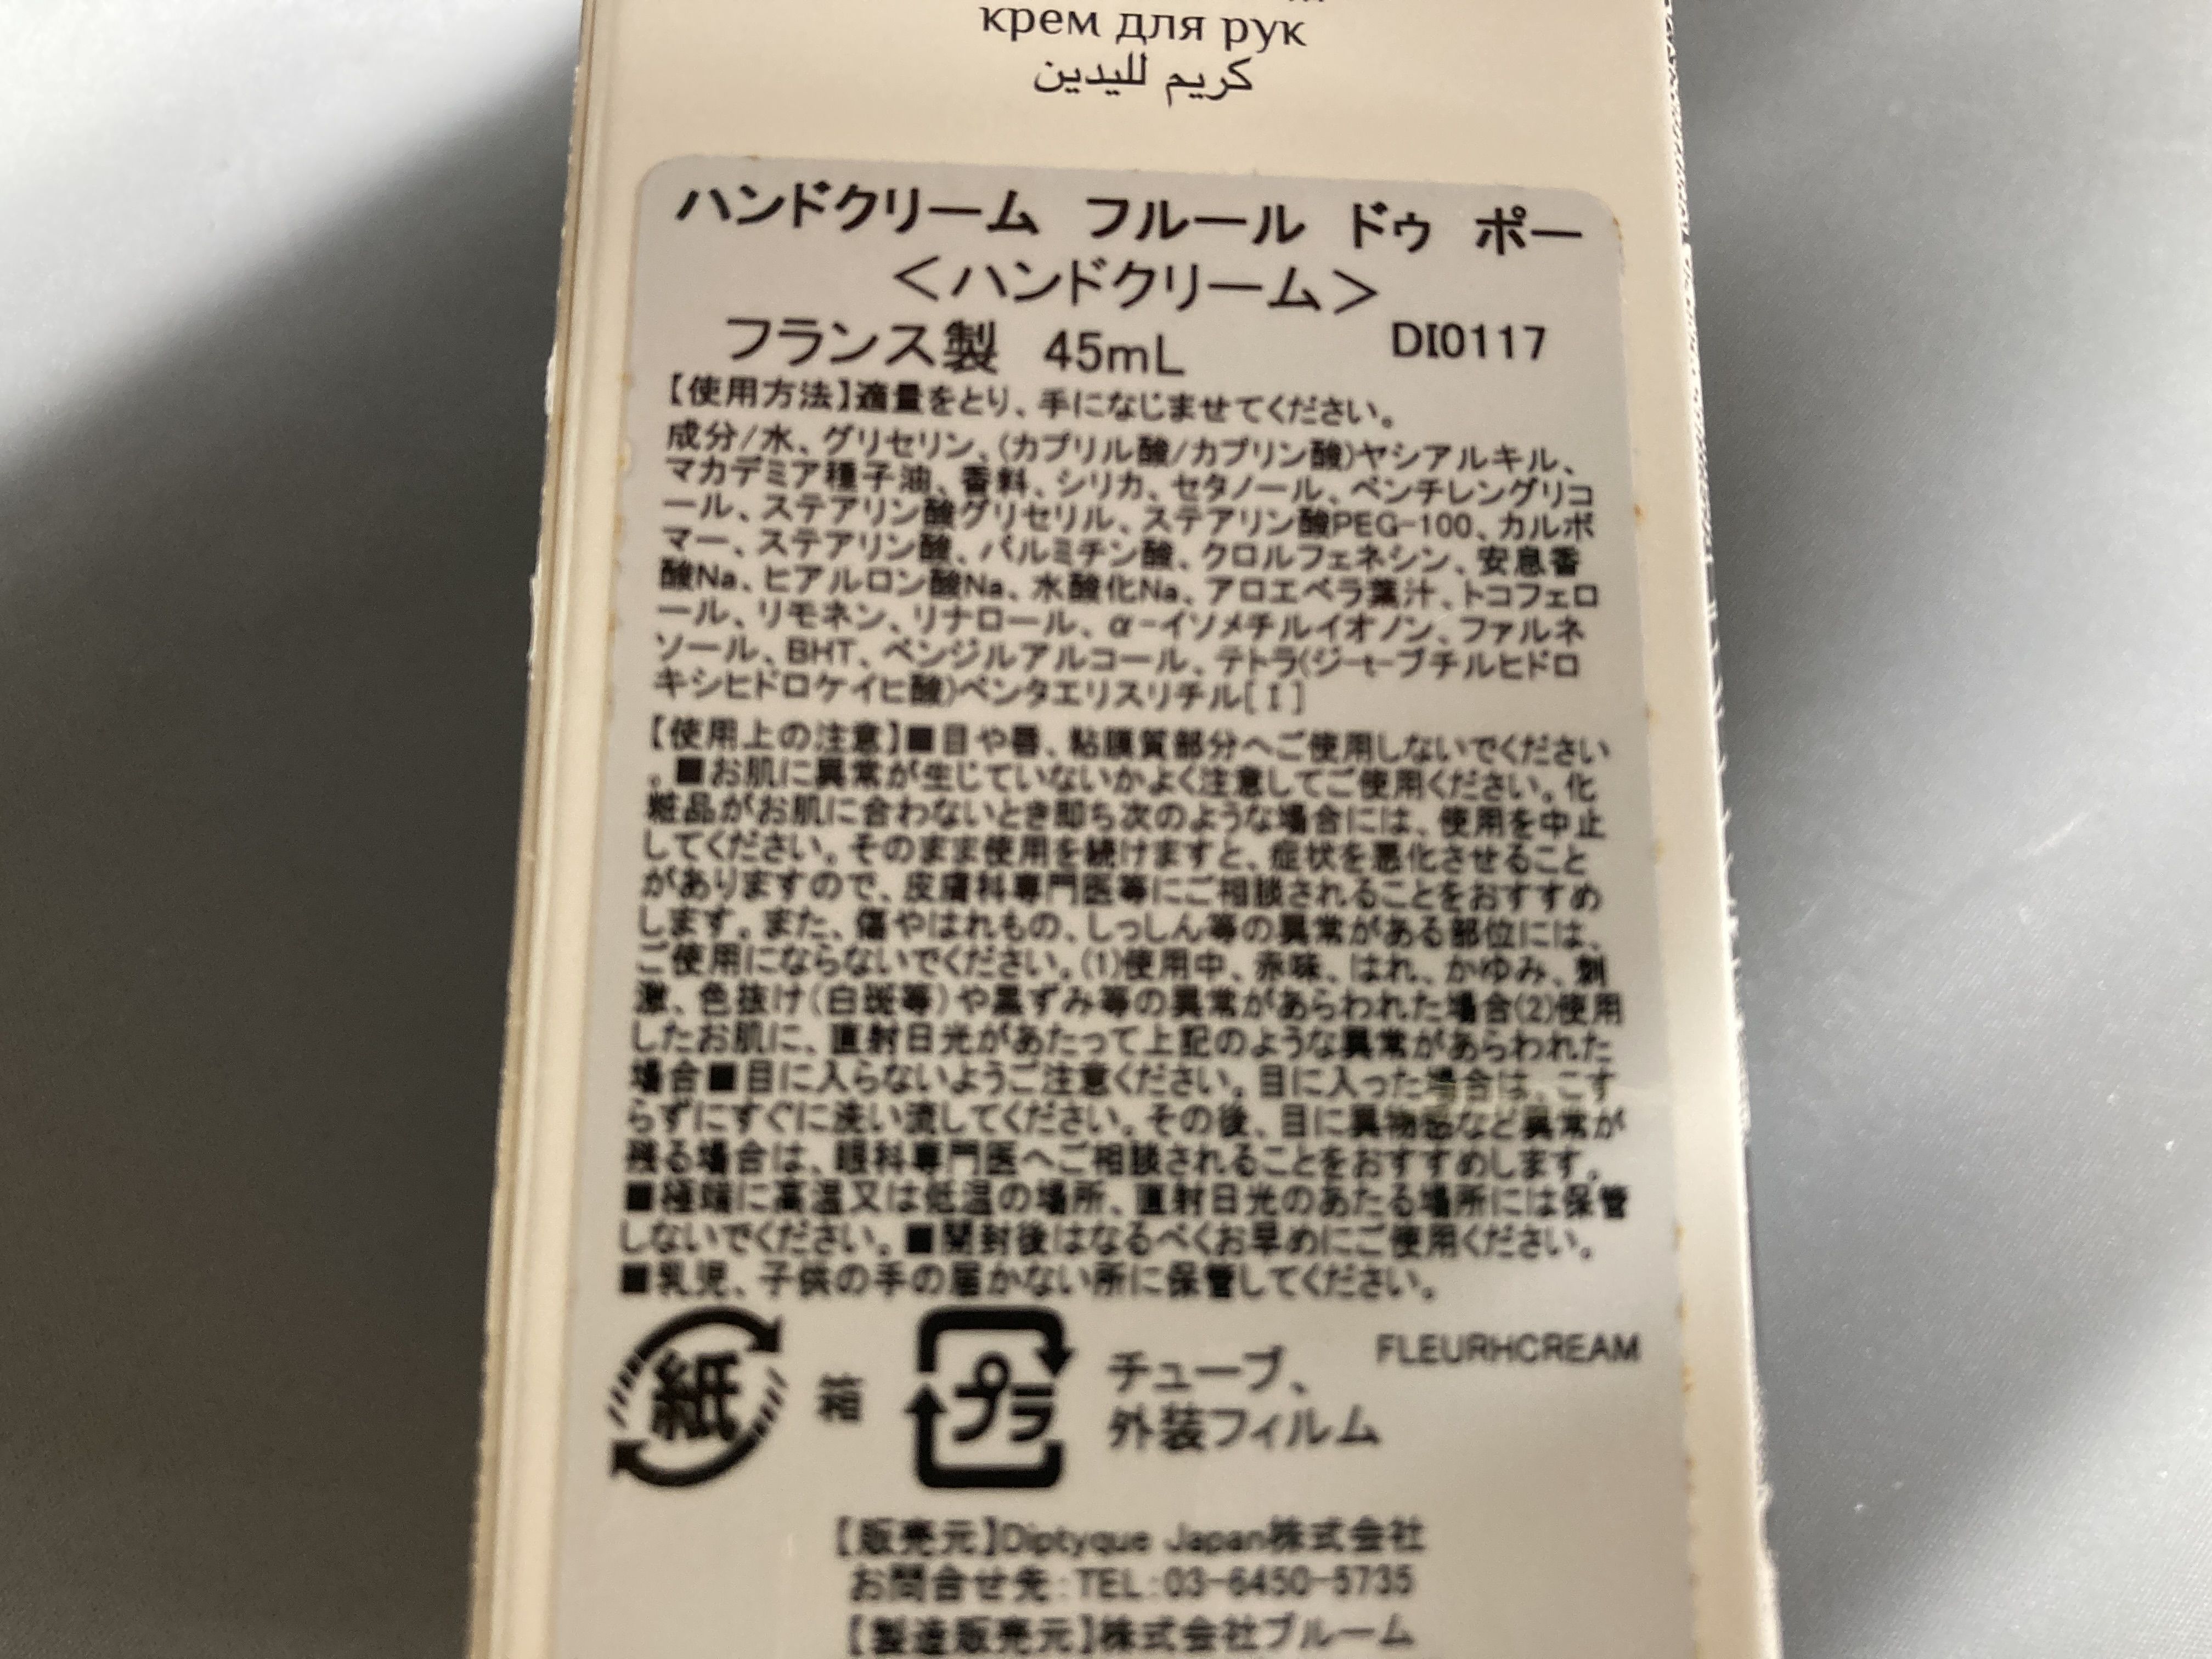 крем для рук
كريم لليدين
ハンドクリーム フルール ドゥ ポー
＜ハンドクリーム＞
フランス製 45mL DI0117
【使用方法】適量をとり、手になじませてください。
成分/水、グリセリン、(カプリル酸/カプリン酸)ヤシアルキル、
マカデミア種子油、香料、シリカ、セタノール、ペンチレングリコ
ール、ステアリン酸グリセリル、ステアリン酸PEG-100、カルボ
マー、ステアリン酸、パルミチン酸、クロルフェネシン、安息香
酸Na、ヒアルロン酸Na、水酸化Na、アロエベラ葉汁、トコフェロ
ール、リモネン、リナロール、α-イソメチルイオノン、ファルネ
ソール、BHT、ベンジルアルコール、テトラ(ジ-t-ブチルヒドロ
キシヒドロケイヒ酸)ペンタエリスリチル[I]
【使用上の注意】■目や唇、粘膜質部分へご使用しないでください
。■お肌に異常が生じていないかよく注意してご使用ください。化
粧品がお肌に合わないとき即ち次のような場合には、使用を中止
してください。そのまま使用を続けますと、症状を悪化させること
がありますので、皮膚科専門医等にご相談されることをおすすめ
します。また、傷やはれもの、しっしん等の異常がある部位には、
ご使用にならないでください。(1)使用中、赤味、はれ、かゆみ、刺
激、色抜け(白斑等)や黒ずみ等の異常があらわれた場合(2)使用
したお肌に、直射日光があたって上記のような異常があらわれた
場合■目に入らないようご注意ください。目に入った場合は、こす
らずにすぐに洗い流してください。その後、目に異物感など異常が
残る場合は、眼科専門医へご相談されることをおすすめします。
■極端に高温又は低温の場所、直射日光のあたる場所には保管
しないでください。■開封後はなるべくお早めにご使用ください。
■乳児、子供の手の届かない所に保管してください。
FLEURHCREAM
紙 箱 プラ チューブ、
外装フィルム
【販売元】Diptyque Japan株式会社
お問合せ先:TEL:03-6450-5735
【製造販売元】株式会社ブルーム